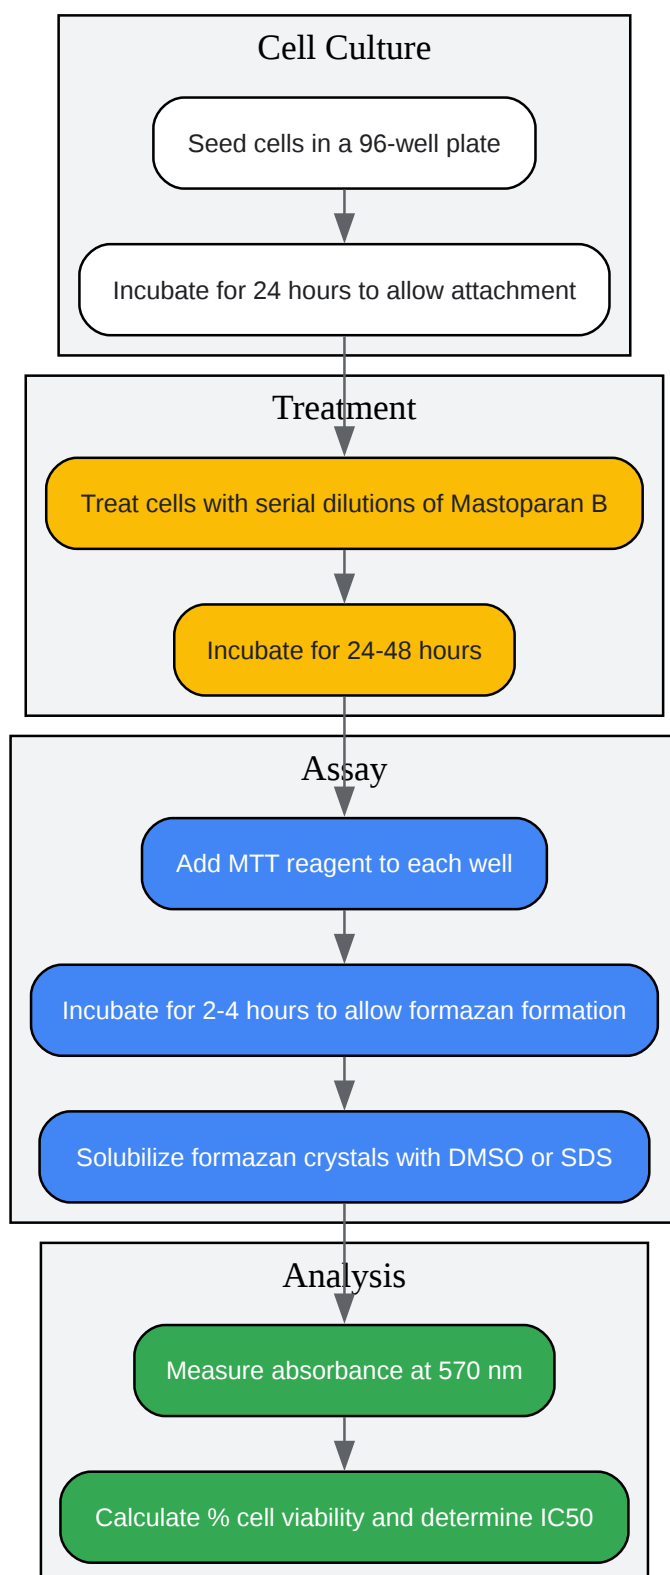 Cell Culture
Seed cells in a 96-well plate
Incubate for 24 hours to allow attachment
Treatment
Treat cells with serial dilutions of Mastoparan B
Incubate for 24-48 hours
Assay
Add MTT reagent to each well
Incubate for 2-4 hours to allow formazan formation
Solubilize formazan crystals with DMSO or SDS
Analysis
Measure absorbance at 570 nm
Calculate % cell viability and determine IC50